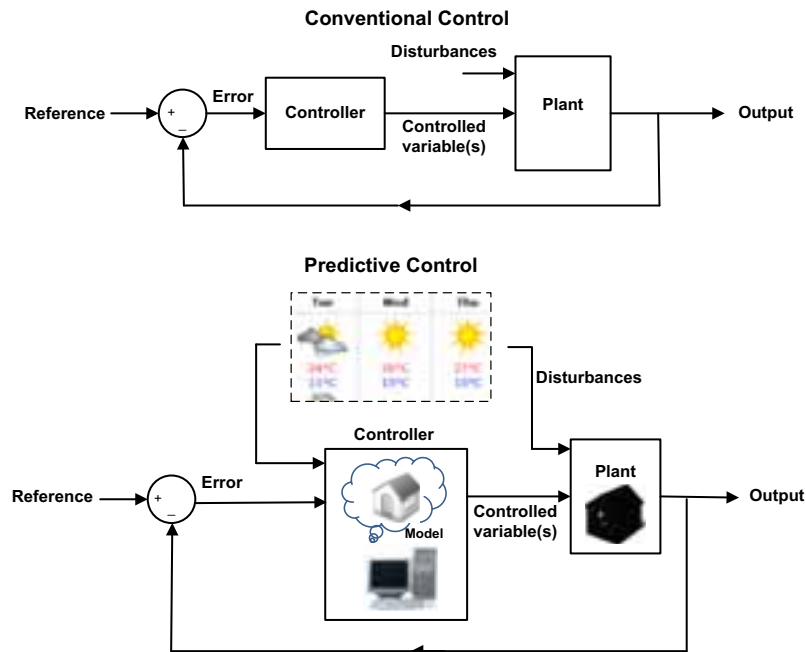 Conventional Control
Disturbances
Reference
+
–
Error
Controller
Controlled
variable(s)
Plant
Output
Predictive Control
Tue Wed Thu
Disturbances
Controller
Reference
+
–
Error
Model
Controlled
variable(s)
Plant
Output